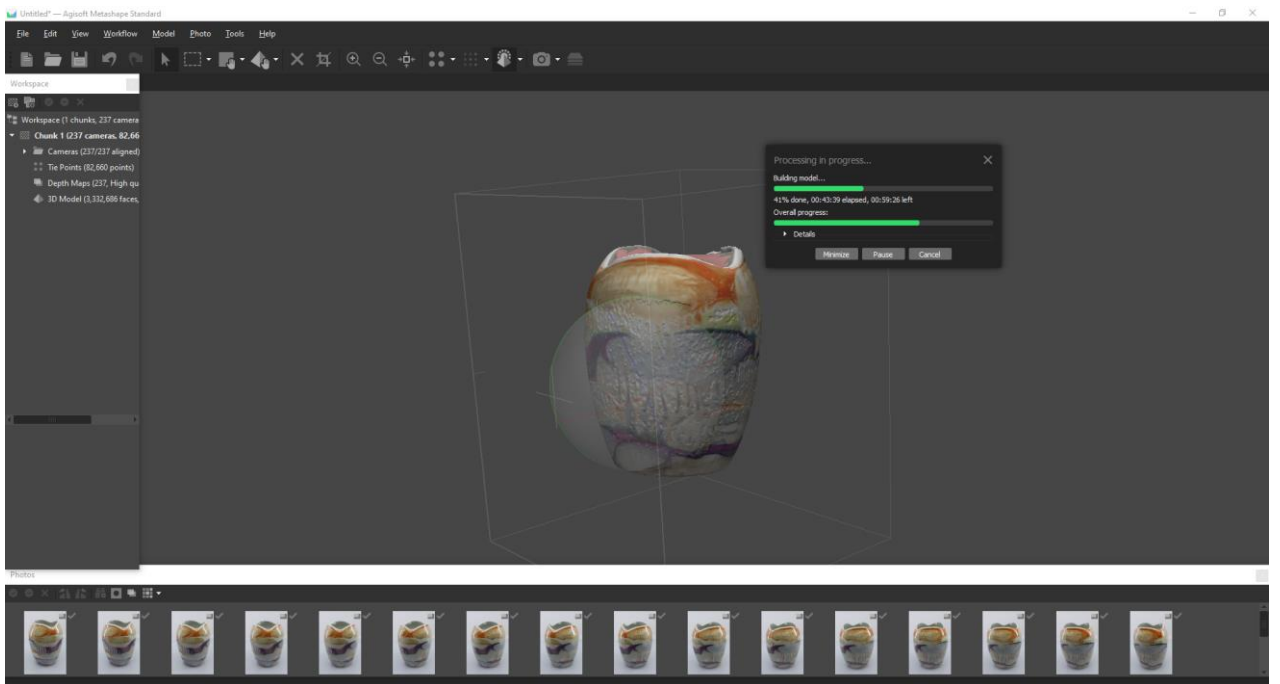 Untitled* — Agisoft Metashape Standard
File Edit View Workflow Model Photo Tools Help
Workspace
Workspace (1 chunks, 237 camera
Chunk 1 (237 cameras, 82,66
Cameras (237/237 aligned)
Tie Points (82,660 points)
Depth Maps (237, High qu
3D Model (3,332,686 faces,
Processing in progress...
Building model...
41% done, 00:43:39 elapsed, 00:59:26 left
Overall progress:
Details
Minimize Pause Cancel
Photos